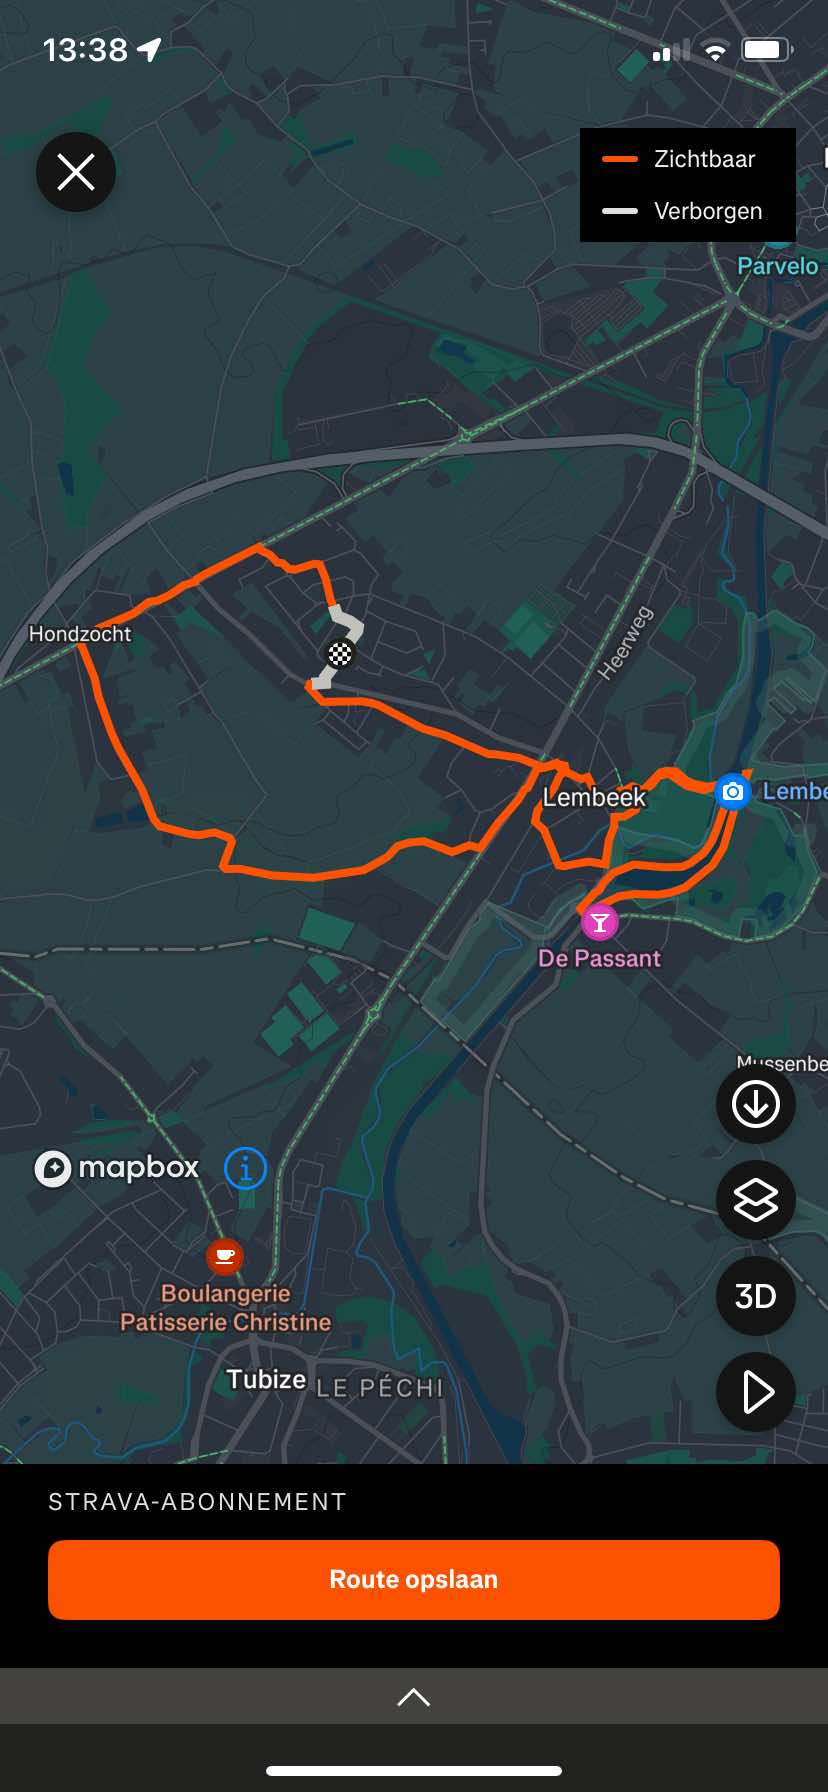 13:38
Zichtbaar
Verborgen
Parvelo
Hondzocht
Heerweg
Lembeek
Lembe
De Passant
Mussenbe
mapbox
Boulangerie
Patisserie Christine
Tubize
LE PÉCHI
3D
STRAVA-ABONNEMENT
Route opslaan